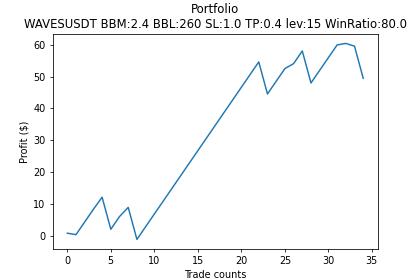 Portfolio
WAVESUSDT BBM:2.4 BBL:260 SL:1.0 TP:0.4 lev:15 WinRatio:80.0
60
50
40
30
20
10
0
Profit ($)
0 5 10 15 20 25 30 35
Trade counts